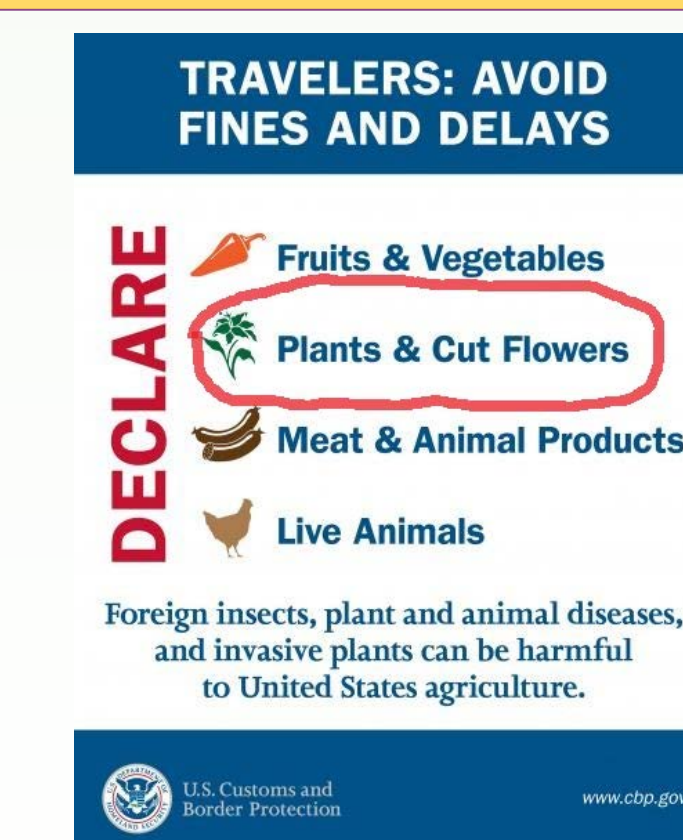 TRAVELERS: AVOID
FINES AND DELAYS
DECLARE
Fruits & Vegetables
Plants & Cut Flowers
Meat & Animal Products
Live Animals
Foreign insects, plant and animal diseases,
and invasive plants can be harmful
to United States agriculture.
U.S. Customs and
Border Protection
www.cbp.gov